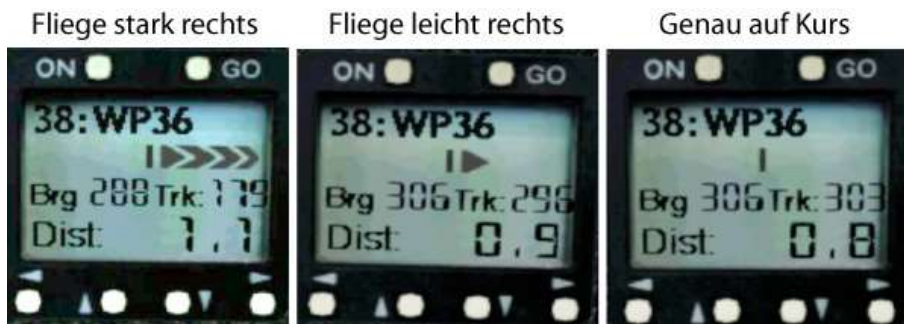 Fliege stark rechts
ON GO
38:WP36
Brg 288 Trk:179
Dist: 1,1
Fliege leicht rechts
ON GO
38:WP36
Brg 306 Trk:296
Dist: 0,9
Genau auf Kurs
ON GO
38:WP36
Brg 306 Trk:303
Dist: 0,8